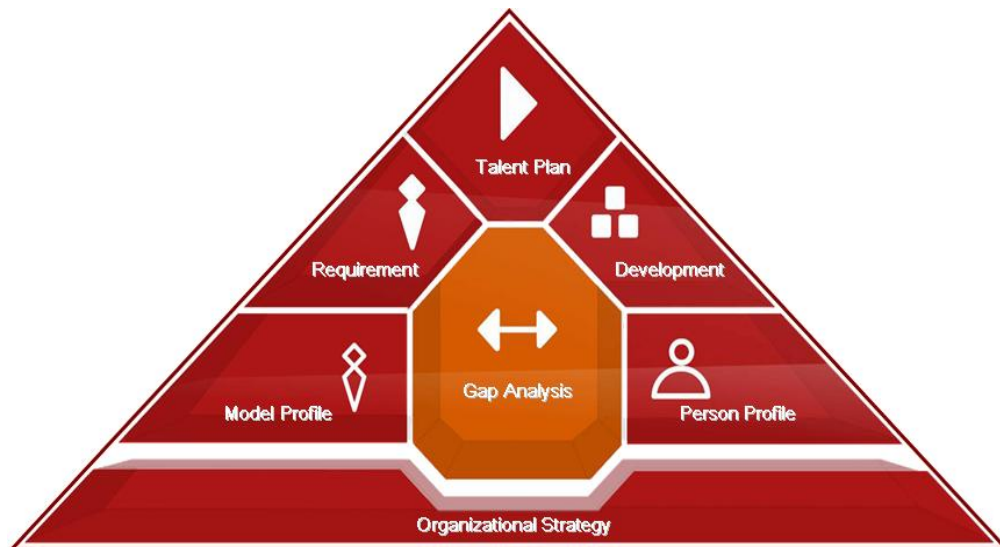 Talent Plan
Requirement
Development
Gap Analysis
Model Profile
Person Profile
Organizational Strategy